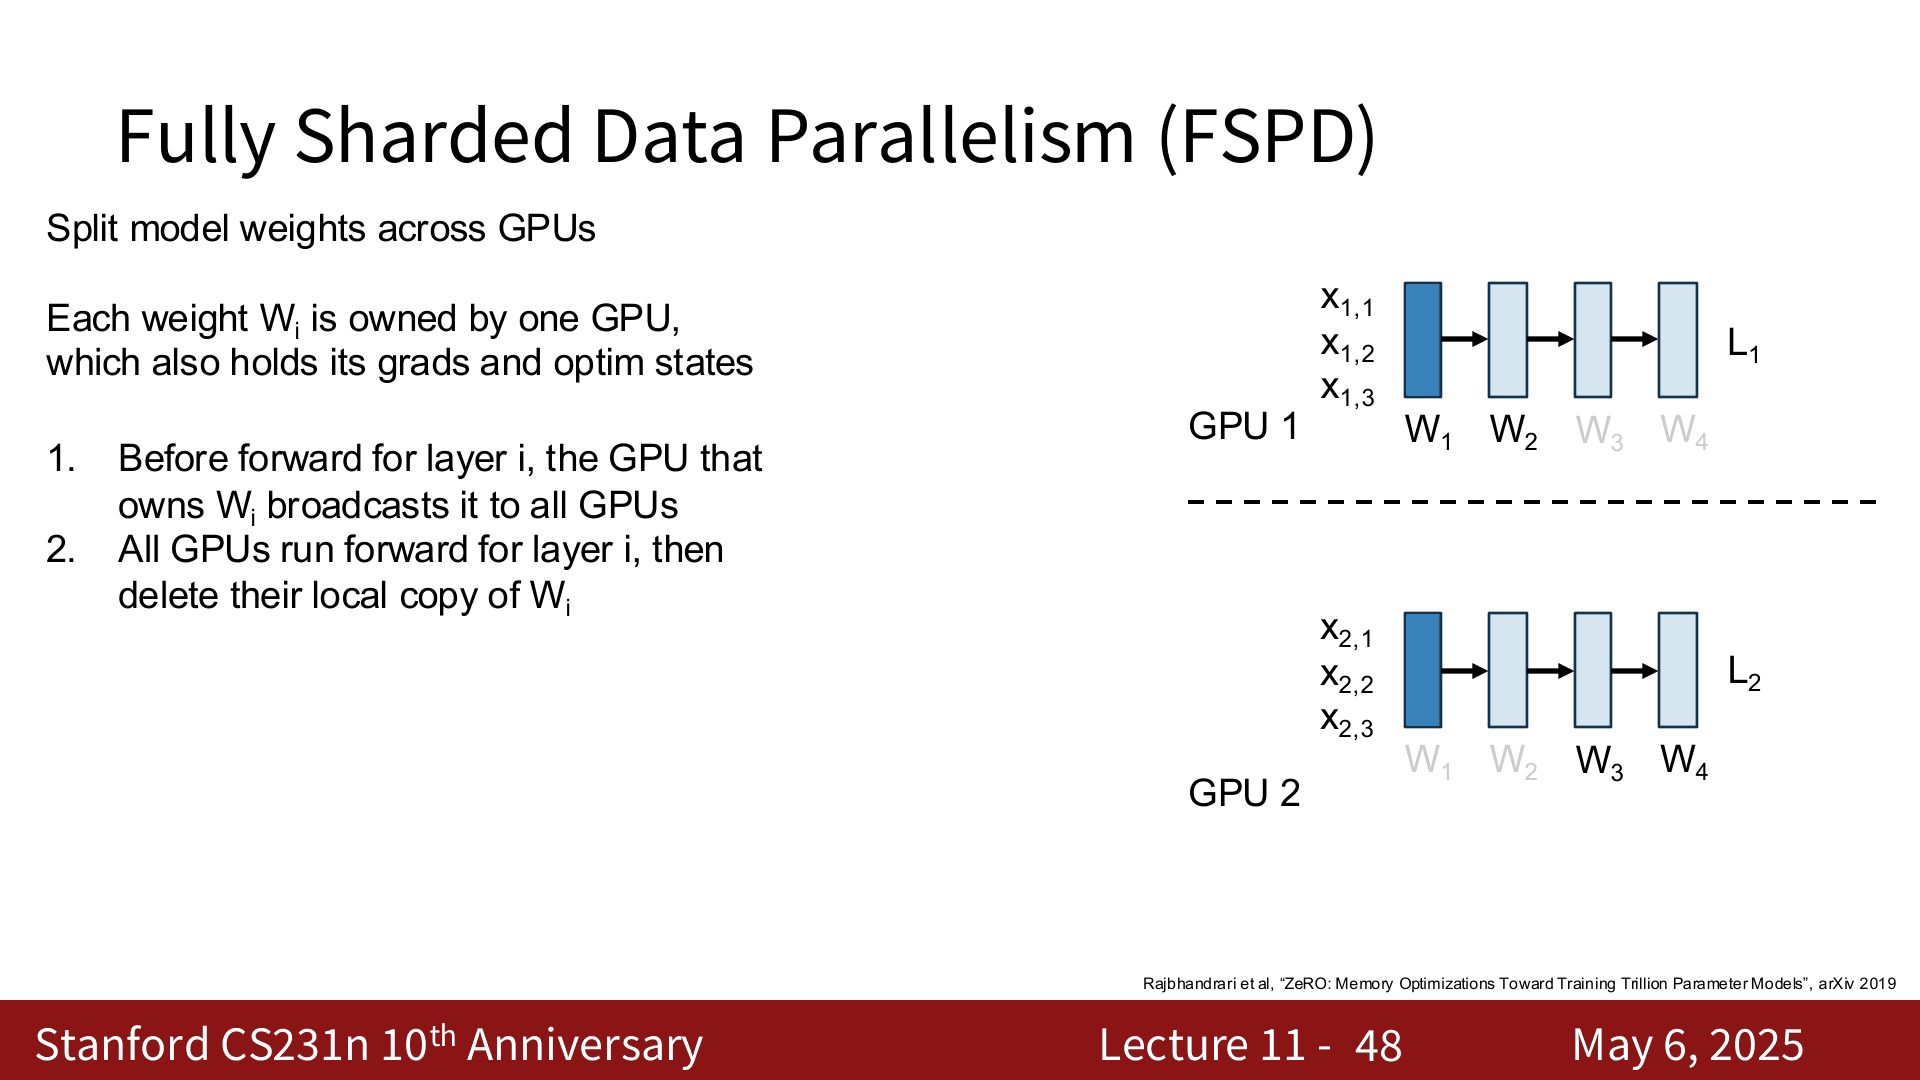 Fully Sharded Data Parallelism (FSPD)
Split model weights across GPUs
Each weight Wi is owned by one GPU,
which also holds its grads and optim states
1. Before forward for layer i, the GPU that
owns Wi broadcasts it to all GPUs
2. All GPUs run forward for layer i, then
delete their local copy of Wi
x1,1
x1,2
x1,3
L1
GPU 1
W1 W2 W3 W4
x2,1
x2,2
x2,3
L2
W1 W2 W3 W4
GPU 2
Rajbhandrari et al, “ZeRO: Memory Optimizations Toward Training Trillion Parameter Models”, arXiv 2019
Stanford CS231n 10th Anniversary Lecture 11 - 48 May 6, 2025